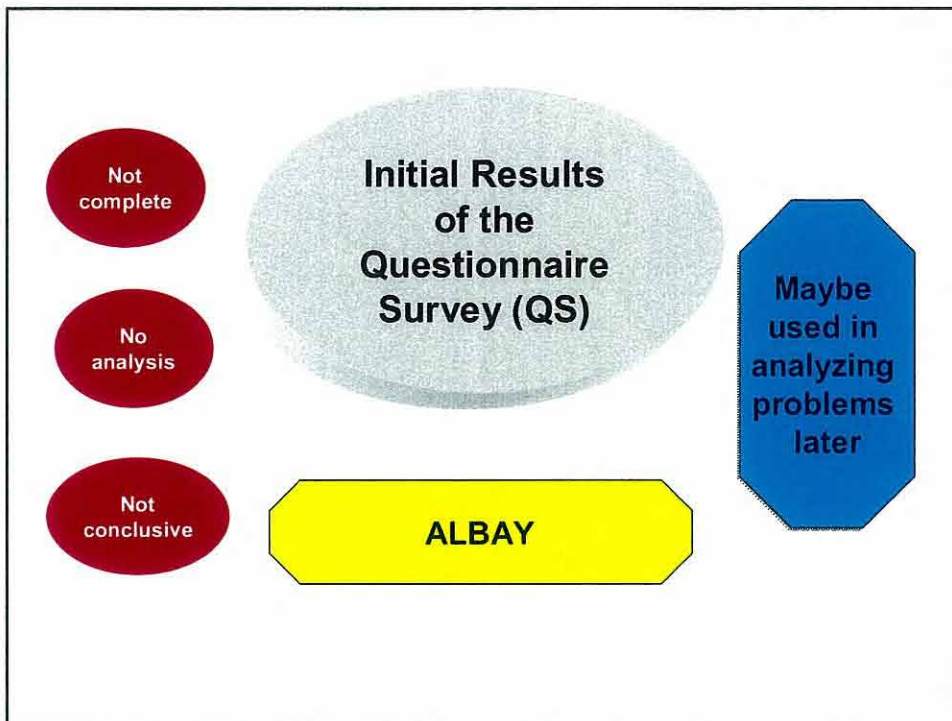 Not
complete
No
analysis
Not
conclusive
Initial Results
of the
Questionnaire
Survey (QS)
ALBAY
Maybe
used in
analyzing
problems
later